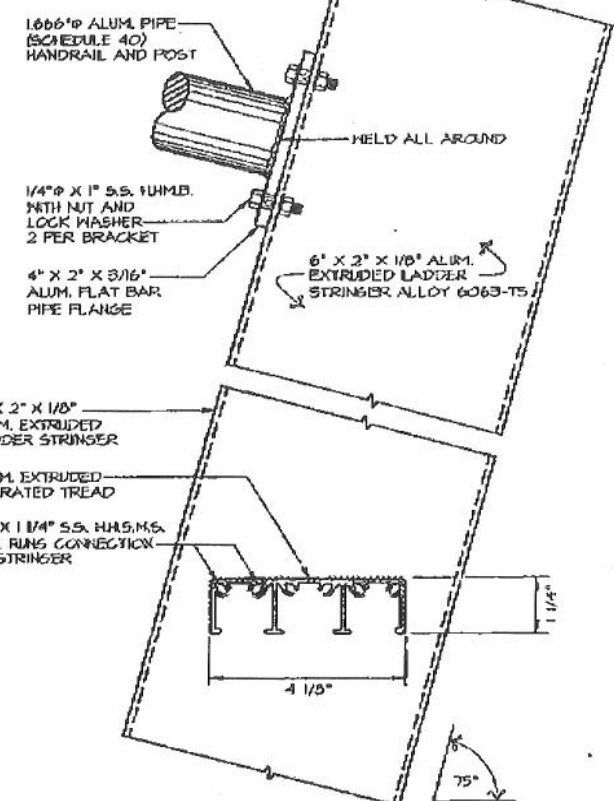 1.666"Φ ALUM. PIPE
(SCHEDULE 40)
HANDRAIL AND POST
WELD ALL AROUND
1/4"Φ X 1" S.S. H.H.M.B.
WITH NUT AND
LOCK WASHER
2 PER BRACKET
4" X 2" X 3/16"
ALUM. FLAT BAR
PIPE FLANGE
6" X 2" X 1/8" ALUM.
EXTRUDED LADDER
STRINGER ALLOY 6063-T5
X 2" X 1/8"
M. EXTRUDED
DER STRINGER
M. EXTRUDED
RATED TREAD
X 1 1/4" S.S. H.H.S.M.S.
RUNS CONNECTION
STRINGER
1 1/4"
4 1/8"
75°